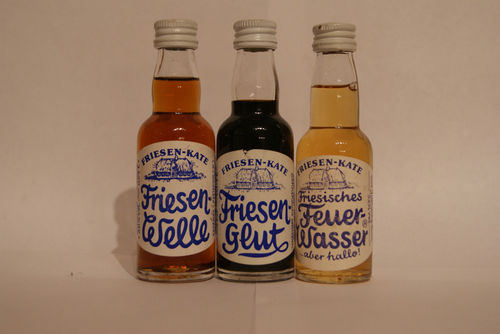 FRIESEN-KATE
Friesen-
Welle
FRIESEN-KATE
Friesen-
Glut
FRIESEN-KATE
Friesisches
Feuer-
Wasser
...aber hallo!